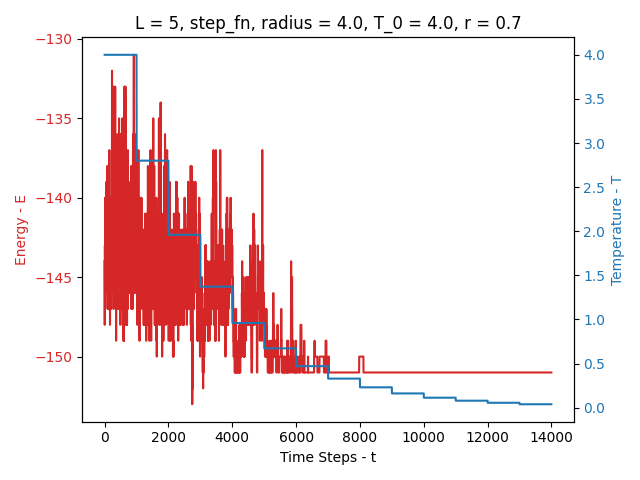 L = 5, step_fn, radius = 4.0, T_0 = 4.0, r = 0.7
Energy - E
−130
−135
−140
−145
−150
4.0
3.5
3.0
2.5
2.0
1.5
1.0
0.5
0.0
Temperature - T
0 2000 4000 6000 8000 10000 12000 14000
Time Steps - t